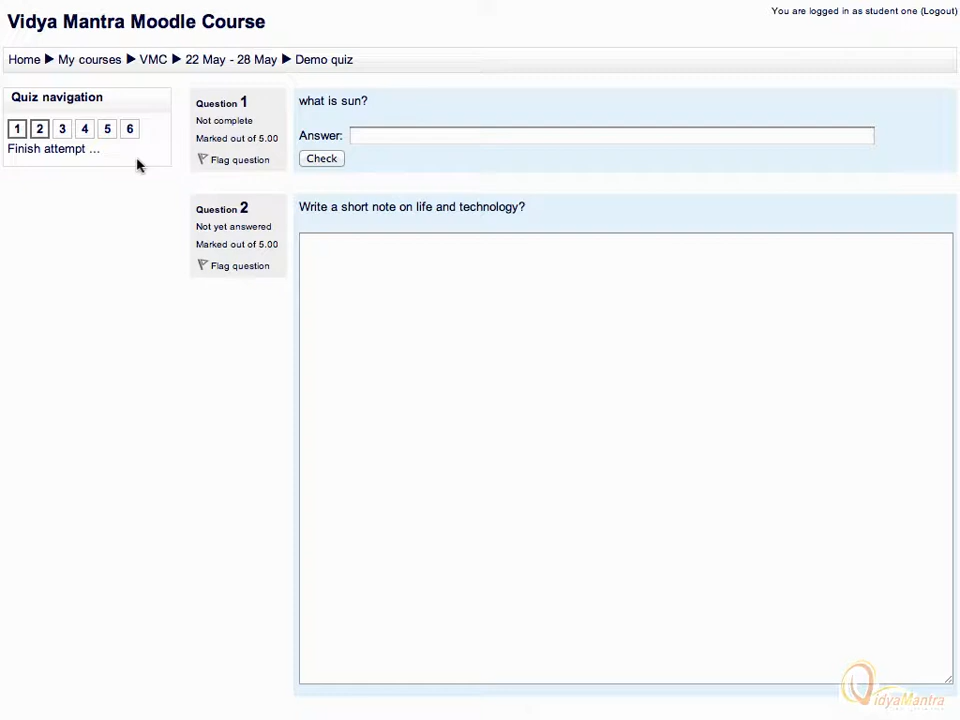 Vidya Mantra Moodle Course
You are logged in as student one (Logout)
Home ▶ My courses ▶ VMC ▶ 22 May - 28 May ▶ Demo quiz
Quiz navigation
1 2 3 4 5 6
Finish attempt ...
Question 1
Not complete
Marked out of 5.00
Flag question
what is sun?
Answer:
Check
Question 2
Not yet answered
Marked out of 5.00
Flag question
Write a short note on life and technology?
VidyaMantra